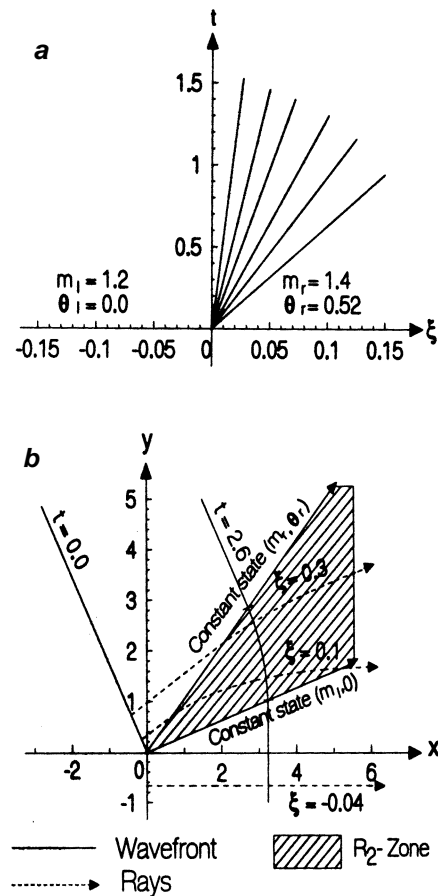 t
a
1.5
1
0.5
m_l = 1.2
θ_l = 0.0
m_r = 1.4
θ_r = 0.52
ξ
-0.15 -0.1 -0.05 0 0.05 0.1 0.15
y
b
5
4
3
2
1
-1
t=0.0
t=2.6
Constant state (m_r, θ_r)
ξ=0.3
ξ=0.1
Constant state (m_l,0)
x
-2 0 2 4 6
ξ=-0.04
Wavefront
R_2-Zone
Rays